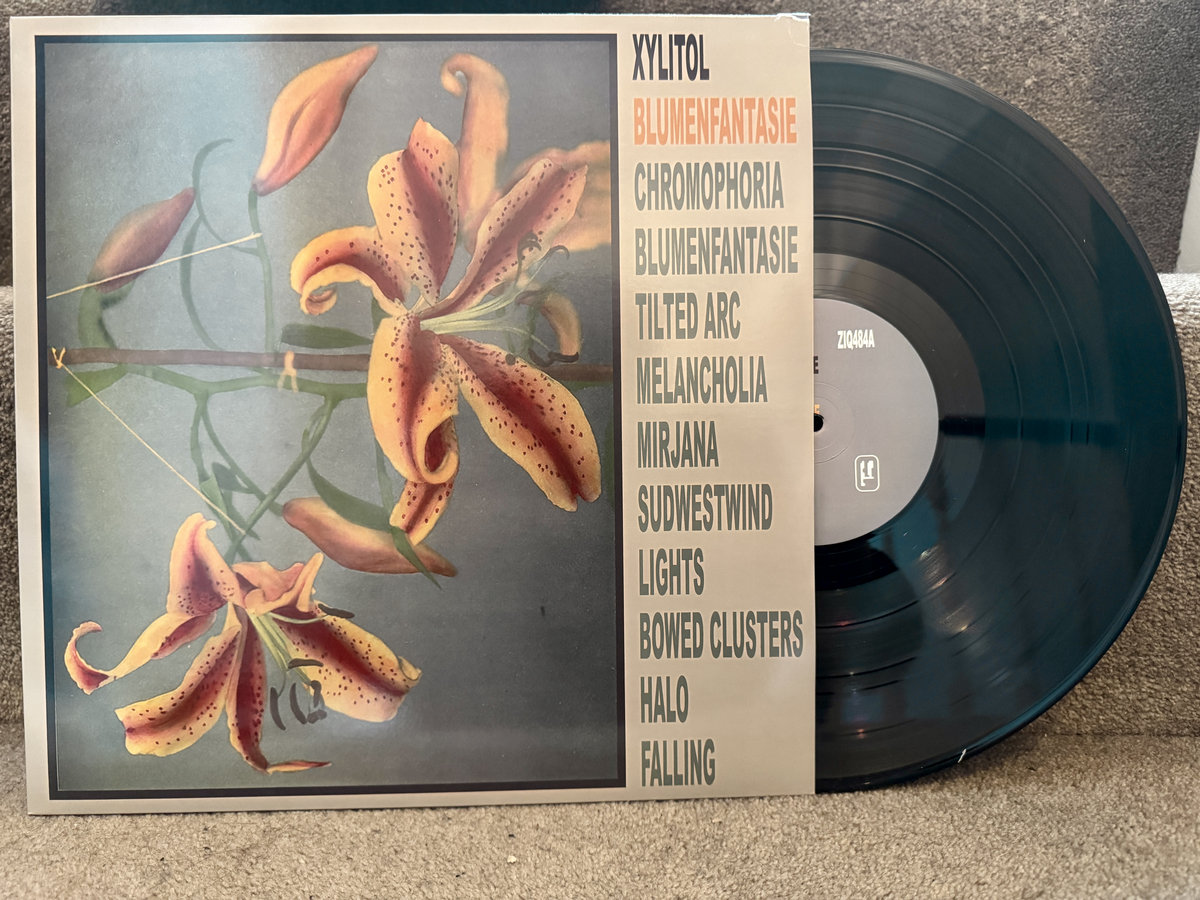 XYLITOL
BLUMENFANTASIE
CHROMOPHORIA
BLUMENFANTASIE
TILTED ARC
MELANCHOLIA
MIRJANA
SUDWESTWIND
LIGHTS
BOWED CLUSTERS
HALO
FALLING
ZIQ484A